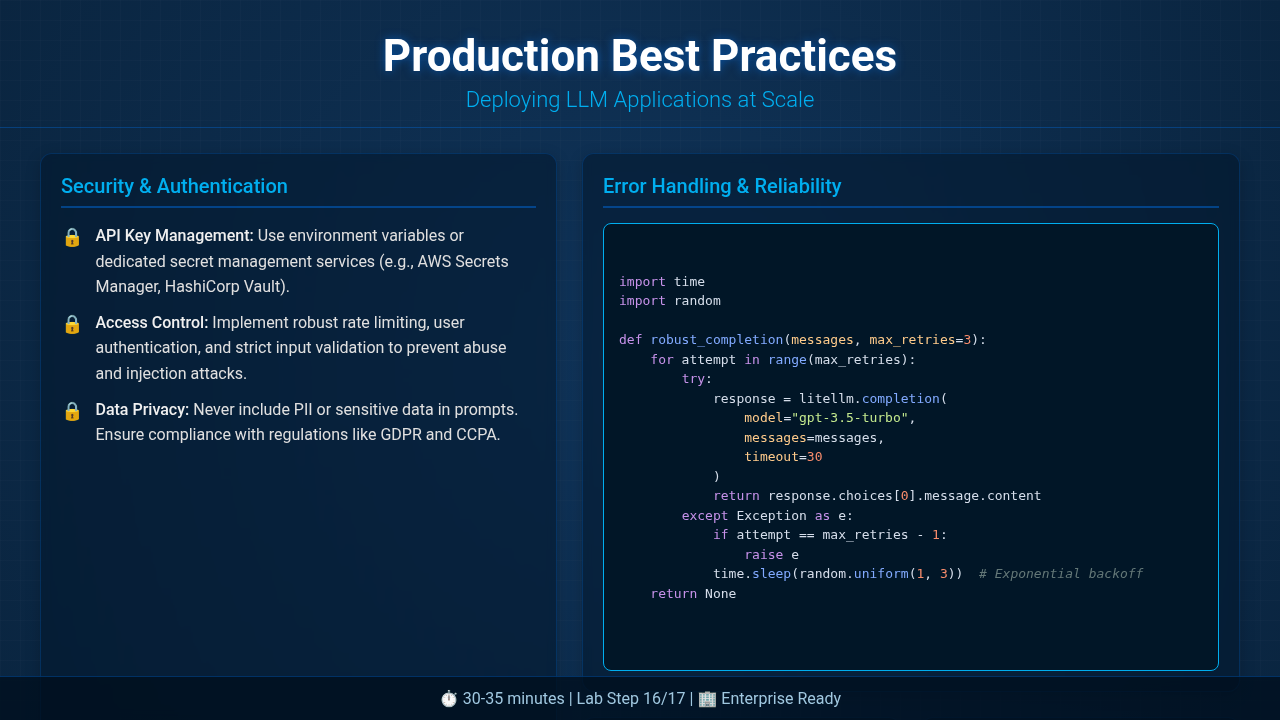 Production Best Practices
Deploying LLM Applications at Scale
Security & Authentication
🔒 API Key Management: Use environment variables or
dedicated secret management services (e.g., AWS Secrets
Manager, HashiCorp Vault).
🔒 Access Control: Implement robust rate limiting, user
authentication, and strict input validation to prevent abuse
and injection attacks.
🔒 Data Privacy: Never include PII or sensitive data in prompts.
Ensure compliance with regulations like GDPR and CCPA.
Error Handling & Reliability
import time
import random
def robust_completion(messages, max_retries=3):
    for attempt in range(max_retries):
        try:
            response = litellm.completion(
                model="gpt-3.5-turbo",
                messages=messages,
                timeout=30
            )
            return response.choices[0].message.content
        except Exception as e:
            if attempt == max_retries - 1:
                raise e
            time.sleep(random.uniform(1, 3))  # Exponential backoff
    return None
⏱️ 30-35 minutes | Lab Step 16/17 | 🏢 Enterprise Ready